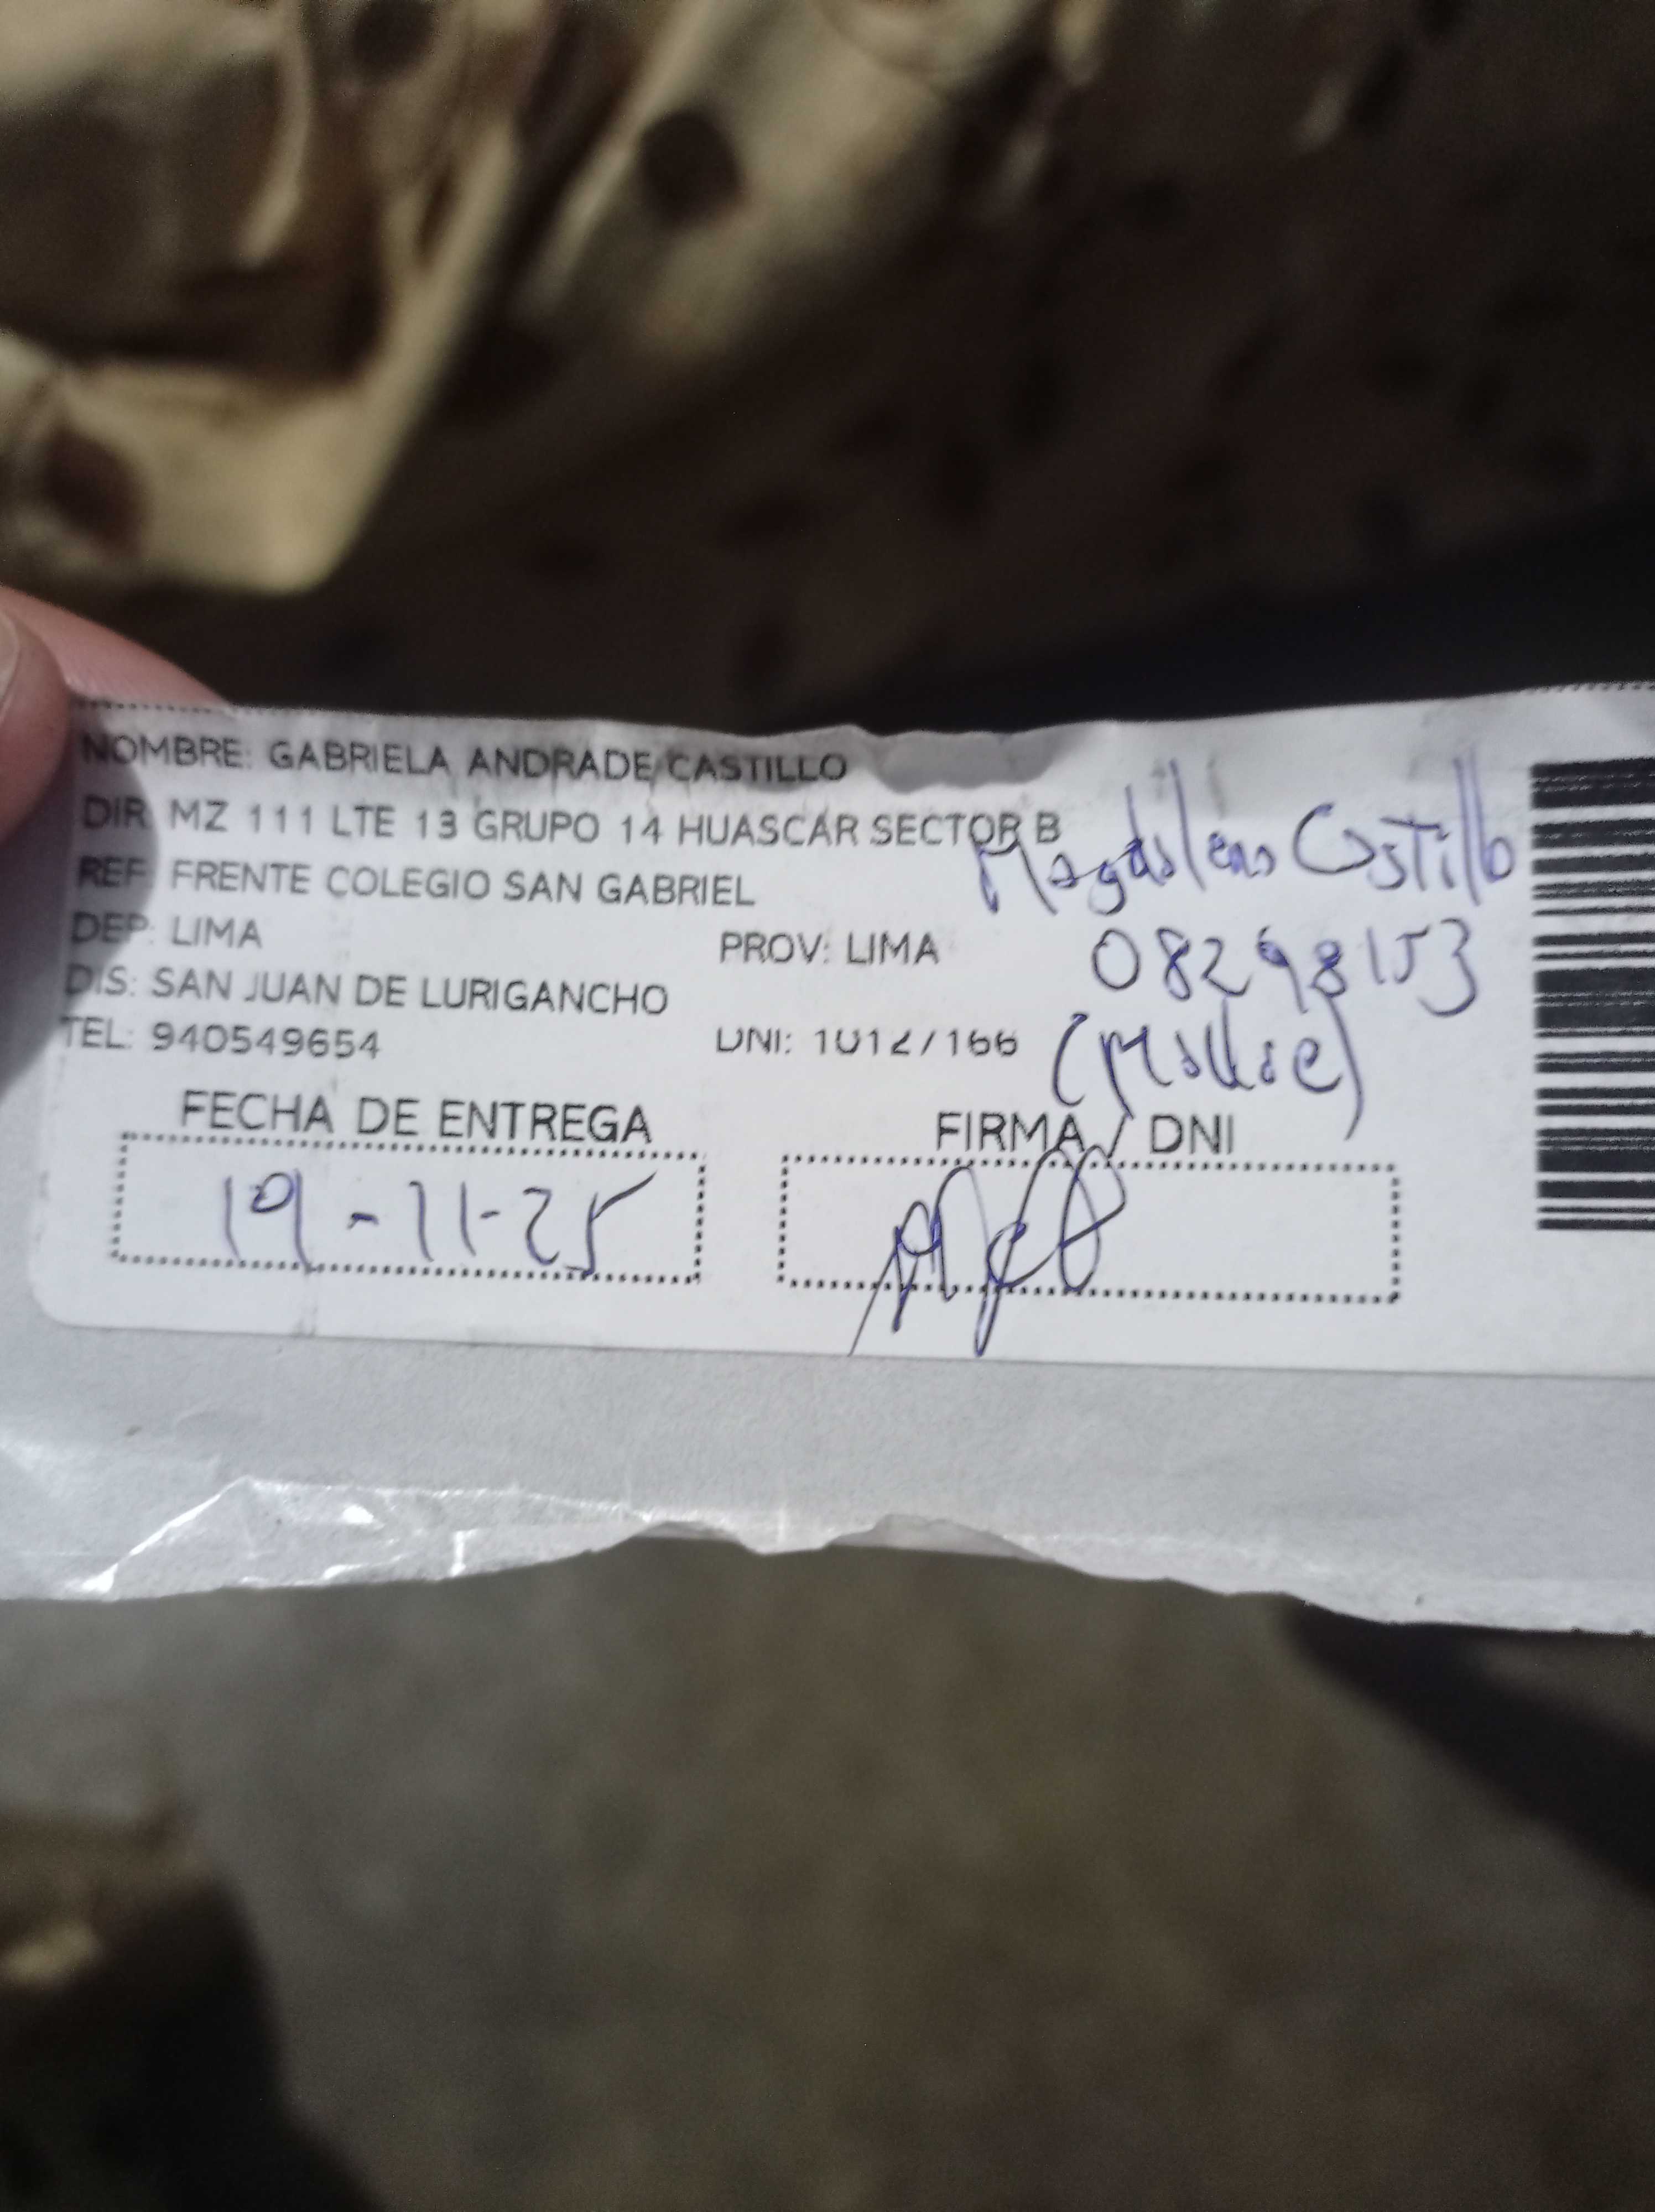 NOMBRE: GABRIELA ANDRADE CASTILLO
DIR: MZ 111 LTE 13 GRUPO 14 HUASCAR SECTOR B
REF: FRENTE COLEGIO SAN GABRIEL
DEP: LIMA PROV: LIMA
DIS: SAN JUAN DE LURIGANCHO
TEL: 940549654 DNI: 10127166
Magdalena Castillo
08298153
(Madre)
FECHA DE ENTREGA
19-11-25
FIRMA / DNI